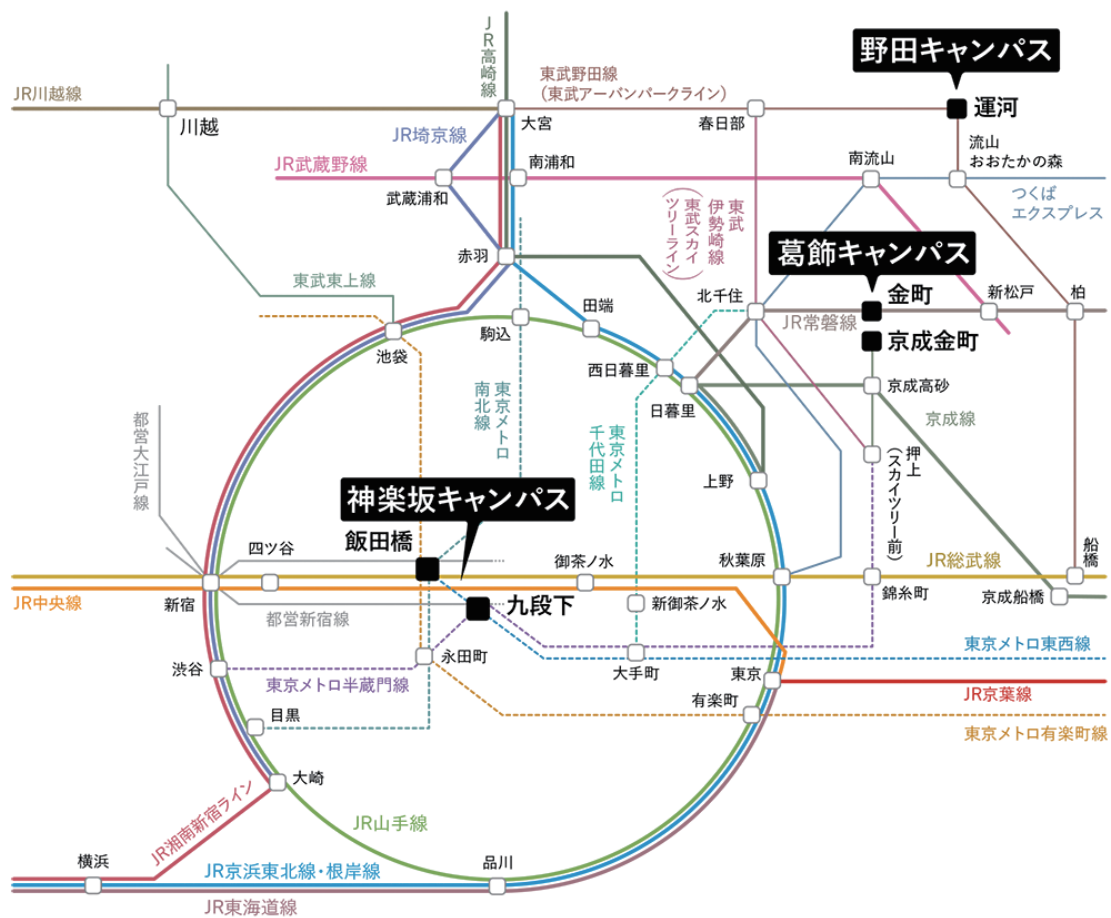 JR高崎線
野田キャンパス
JR川越線
東武野田線
(東武アーバンパークライン)
川越
大宮
春日部
運河
JR埼京線
流山
おおたかの森
JR武蔵野線
南浦和
南流山
武蔵浦和
つくば
エクスプレス
東武
伊勢崎線
(東武スカイ
ツリーライン)
葛飾キャンパス
赤羽
東武東上線
北千住
金町
新松戸
柏
田端
JR常磐線
駒込
京成金町
池袋
西日暮里
日暮里
京成高砂
東京メトロ
南北線
京成線
都営大江戸線
東京メトロ
千代田線
押上
(スカイツリー前)
上野
神楽坂キャンパス
飯田橋
四ツ谷
御茶ノ水
秋葉原
JR総武線
船橋
JR中央線
新宿
九段下
新御茶ノ水
錦糸町
京成船橋
都営新宿線
永田町
大手町
東京メトロ東西線
渋谷
東京メトロ半蔵門線
東京
JR京葉線
有楽町
目黒
東京メトロ有楽町線
大崎
JR湘南新宿ライン
JR山手線
横浜
JR京浜東北線・根岸線
品川
JR東海道線